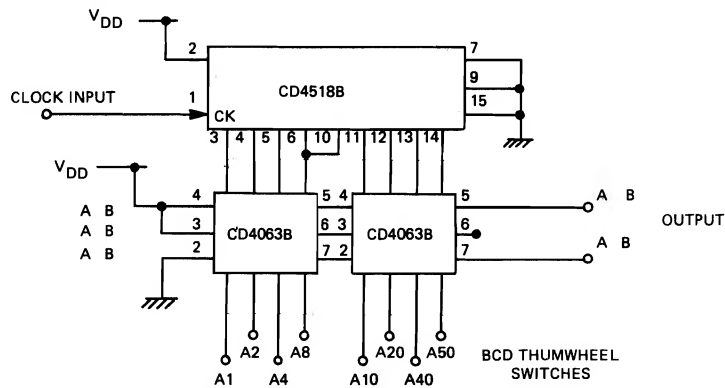 V DD
2
7
9
15
CD4518B
CLOCK INPUT
1
CK
3 4 5 6 10 11 12 13 14
V DD
4
5 4
5
A B
A B
OUTPUT
A B
3
CD4063B
6 3
CD4063B
6
A B
2
7 2
7
A B
A2
A8
A20
A50
A1
A4
A10
A40
BCD THUMWHEEL
SWITCHES